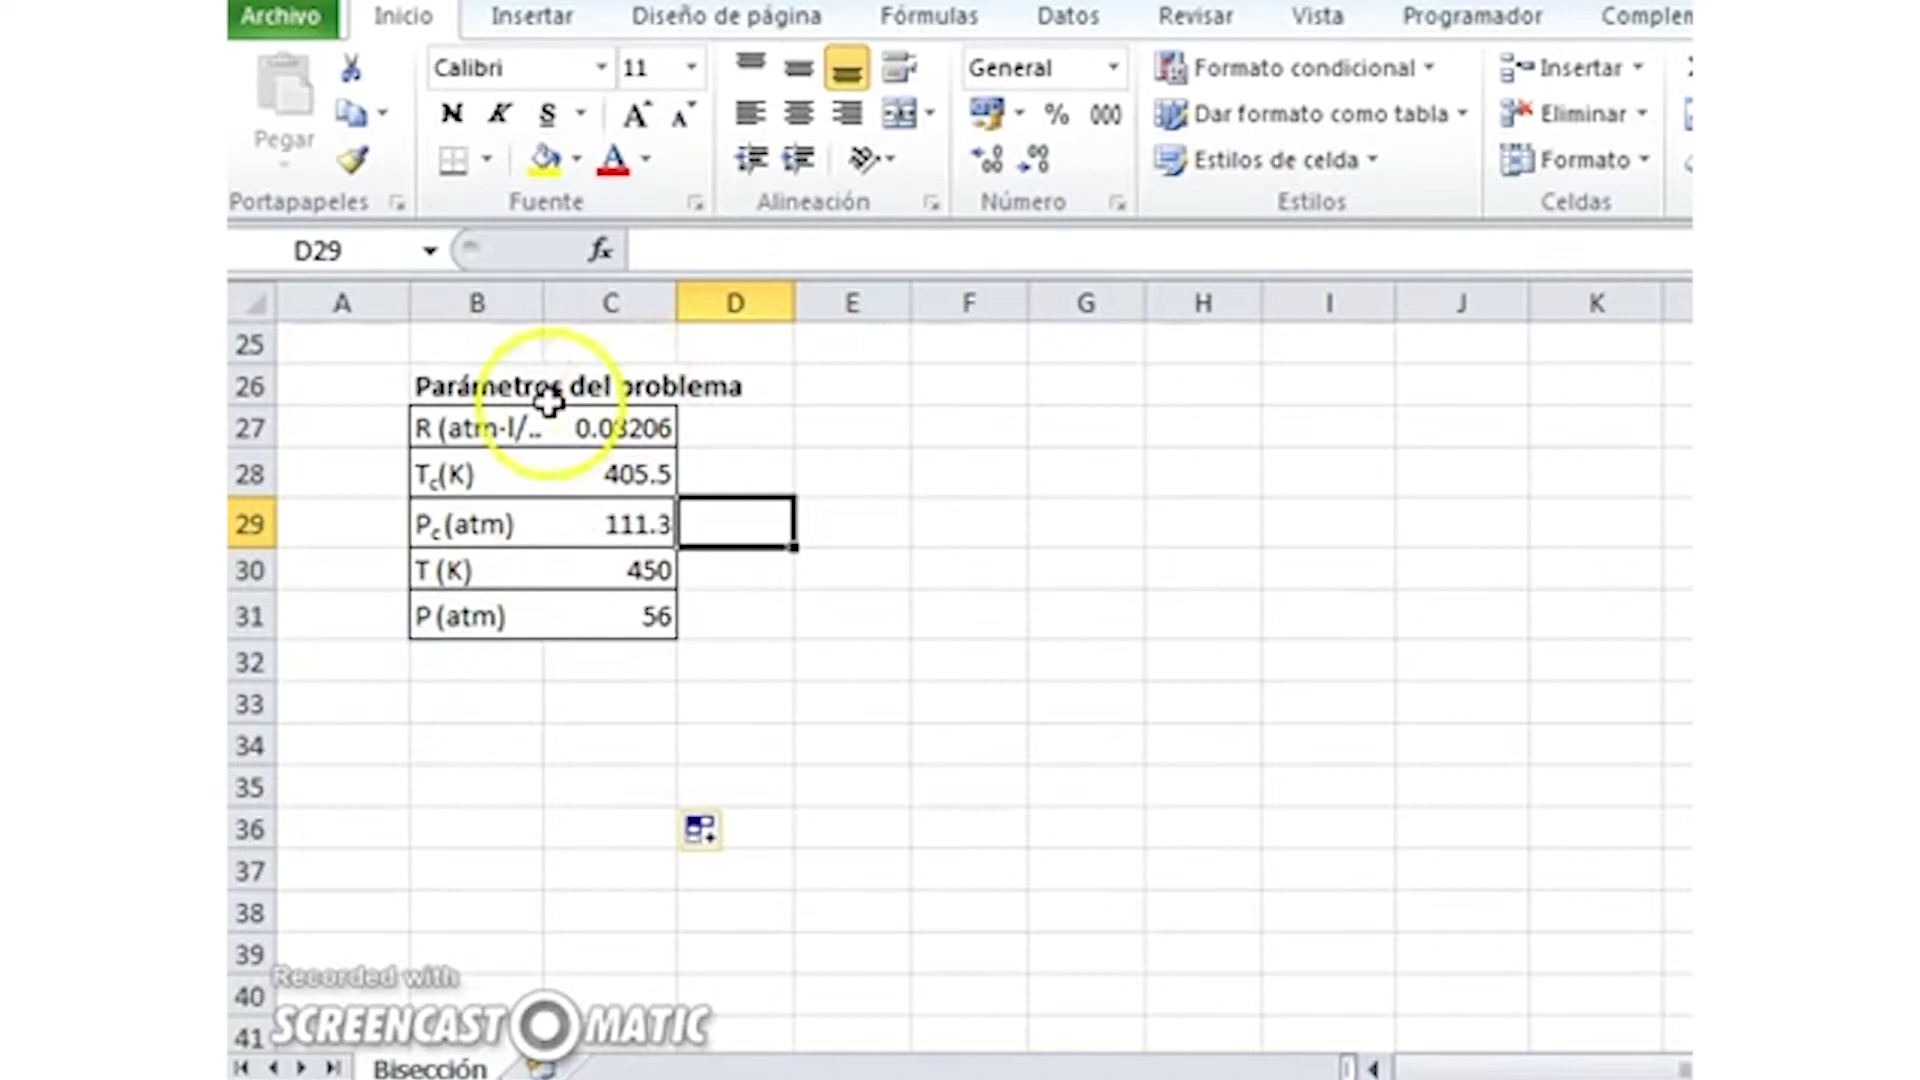 Archivo Inicio Insertar Diseño de página Fórmulas Datos Revisar Vista Programador Complem
Calibri 11 General Formato condicional Insertar
Pegar N K S A A % 000 Dar formato como tabla Eliminar
A Estilos de celda Formato
Portapapeles Fuente Alineación Número Estilos Celdas
D29 fx
A B C D E F G H I J K
25
26 Parámetros del problema
27 R (atm-l/.. 0.08206
28 Tc(K) 405.5
29 Pc(atm) 111.3
30 T (K) 450
31 P (atm) 56
32
33
34
35
36
37
38
39
Recorded with
40
SCREENCAST MATIC
41
Bisección